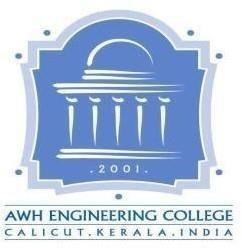 . 2001 .
AWH ENGINEERING COLLEGE
CALICUT.KERALA.INDIA